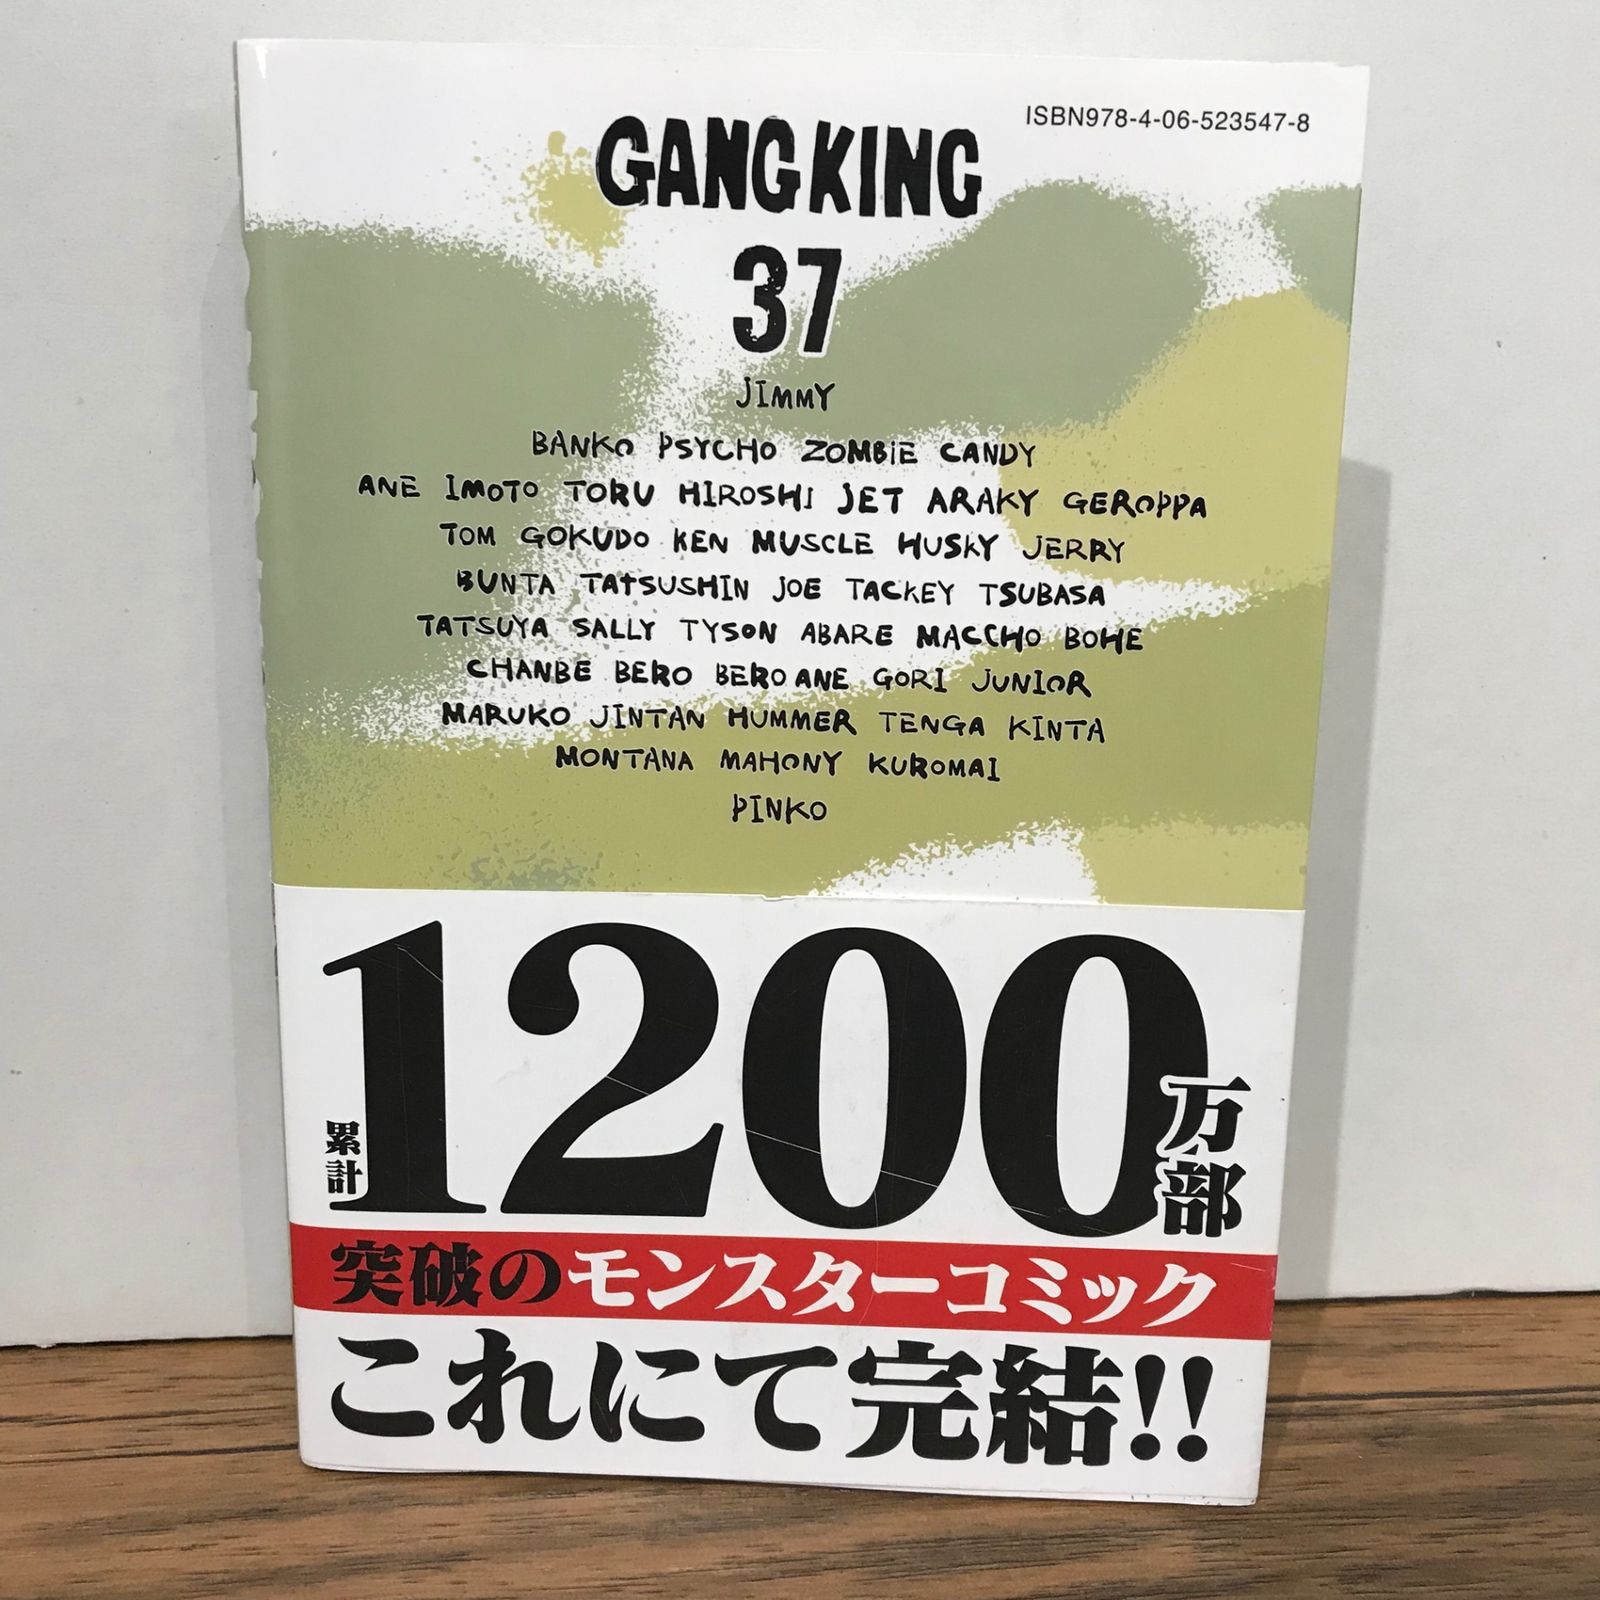 ISBN978-4-06-523547-8
GANGKING
37
JIMMY
BANKO PSYCHO ZOMBiE CANDY
ANE IMOTO TORU HIROSHI JET ARAKY GEROPPA
TOM GOKUDO KEN MUSCLE HUSKY JERRY
BUNTA TATSUSHIN JOE TACKEY TSUBASA
TATSUYA SALLY TYSON ABARE MACCHO BOHE
CHANBE BERO BERO ANE GORI JUNIOR
MARUKO JINTAN HUMMER TENGA KINTA
MONTANA MAHONY KUROMAI
PINKO
累計1200万部
突破のモンスターコミック
これにて完結!!